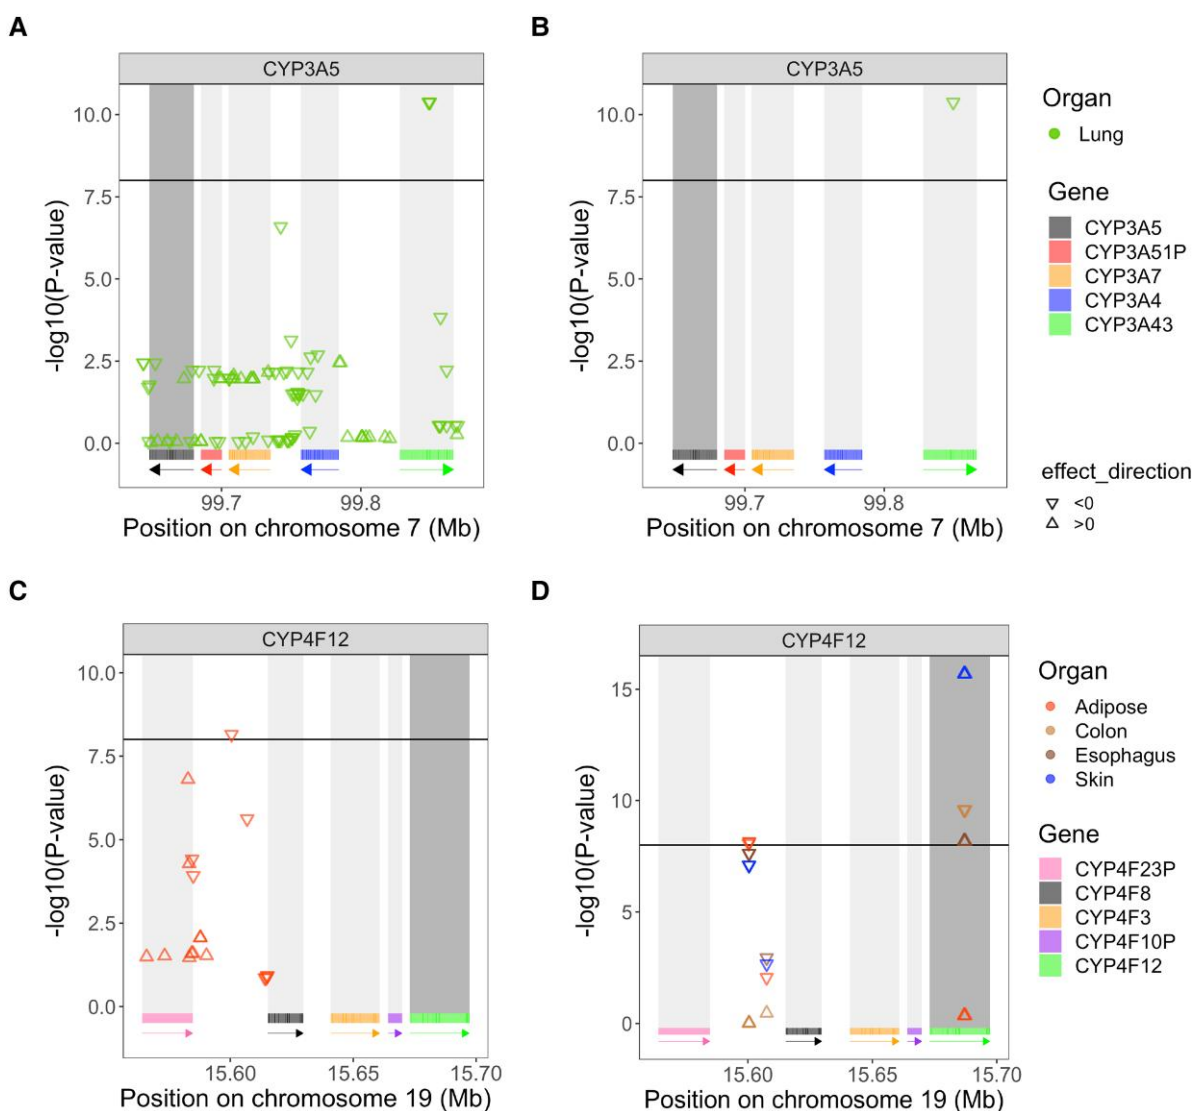 A
CYP3A5
10.0
7.5
5.0
2.5
0.0
-log10(P-value)
99.7
99.8
Position on chromosome 7 (Mb)
B
CYP3A5
10.0
7.5
5.0
2.5
0.0
-log10(P-value)
99.7
99.8
Position on chromosome 7 (Mb)
Organ
Lung
Gene
CYP3A5
CYP3A51P
CYP3A7
CYP3A4
CYP3A43
effect_direction
<0
>0
C
CYP4F12
10.0
7.5
5.0
2.5
0.0
-log10(P-value)
15.60
15.65
15.70
Position on chromosome 19 (Mb)
D
CYP4F12
15
10
5
0
-log10(P-value)
15.60
15.65
15.70
Position on chromosome 19 (Mb)
Organ
Adipose
Colon
Esophagus
Skin
Gene
CYP4F23P
CYP4F8
CYP4F3
CYP4F10P
CYP4F12